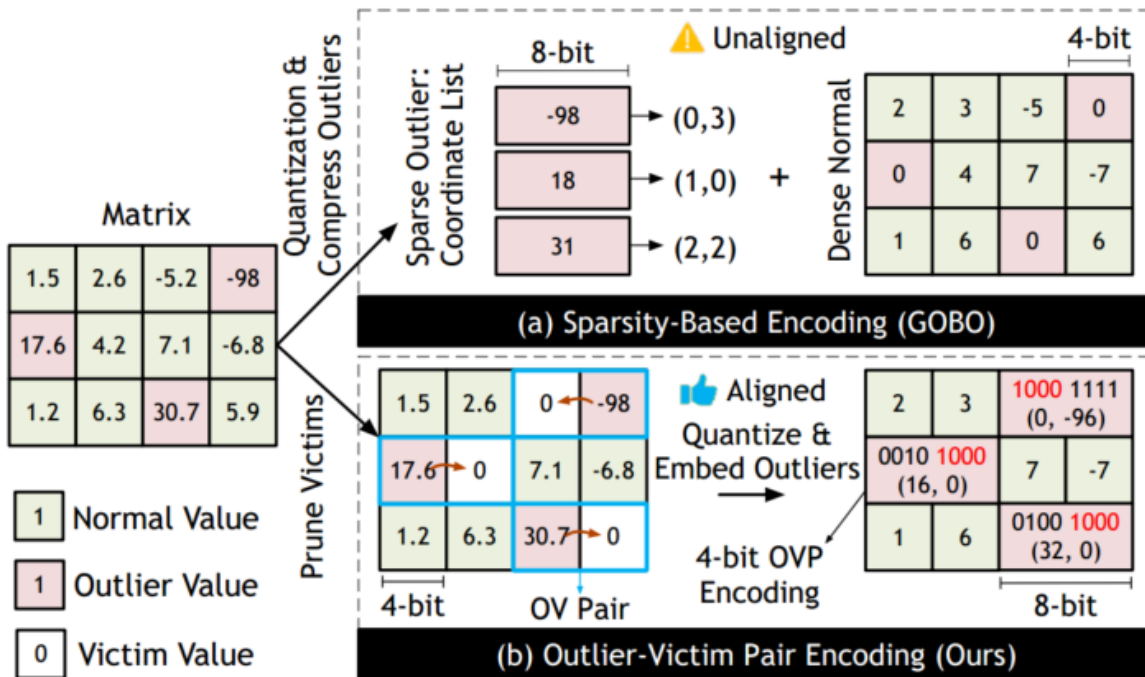 Matrix
1.5 2.6 -5.2 -98
17.6 4.2 7.1 -6.8
1.2 6.3 30.7 5.9
1 Normal Value
1 Outlier Value
0 Victim Value
Quantization &
Compress Outliers
Prune Victims
Sparse Outlier:
Coordinate List
8-bit
-98 (0,3)
18 (1,0)
31 (2,2)
+
Unaligned
Dense Normal
4-bit
2 3 -5 0
0 4 7 -7
1 6 0 6
(a) Sparsity-Based Encoding (GOBO)
1.5 2.6 0 -98
17.6 0 7.1 -6.8
1.2 6.3 30.7 0
4-bit
OV Pair
Aligned
Quantize &
Embed Outliers
4-bit OVP
Encoding
2 3 1000 1111
(0, -96)
0010 1000 7 -7
(16, 0)
1 6 0100 1000
(32, 0)
8-bit
(b) Outlier-Victim Pair Encoding (Ours)